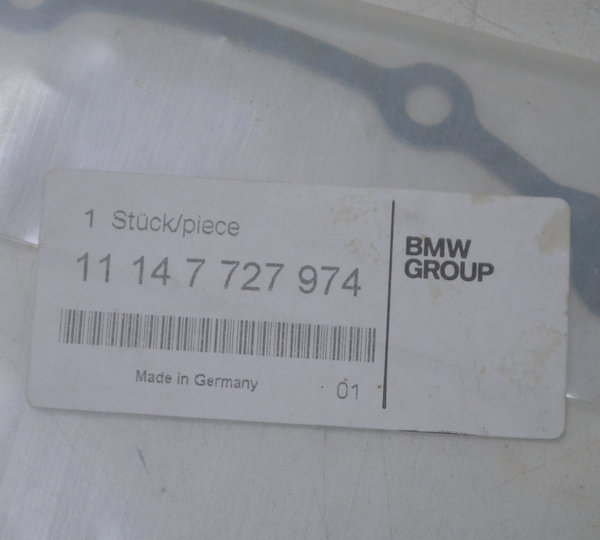 1 Stück/piece
11 14 7 727 974
Made in Germany
01
BMW
GROUP